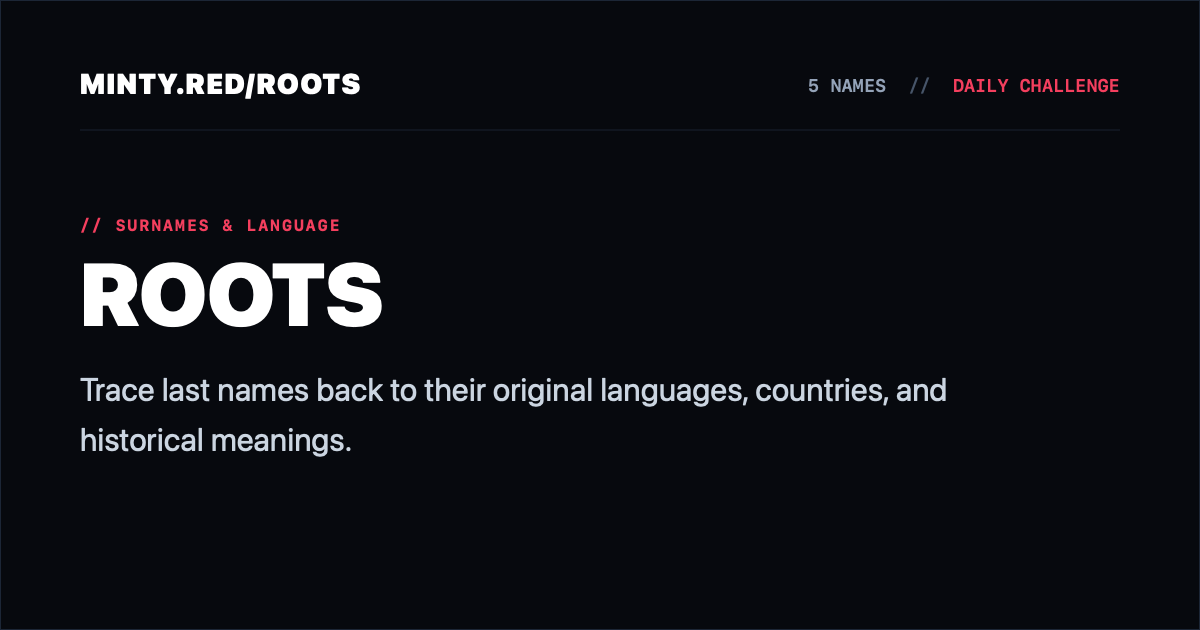 MINTY.RED/ROOTS
5 NAMES // DAILY CHALLENGE
// SURNAMES & LANGUAGE
ROOTS
Trace last names back to their original languages, countries, and
historical meanings.